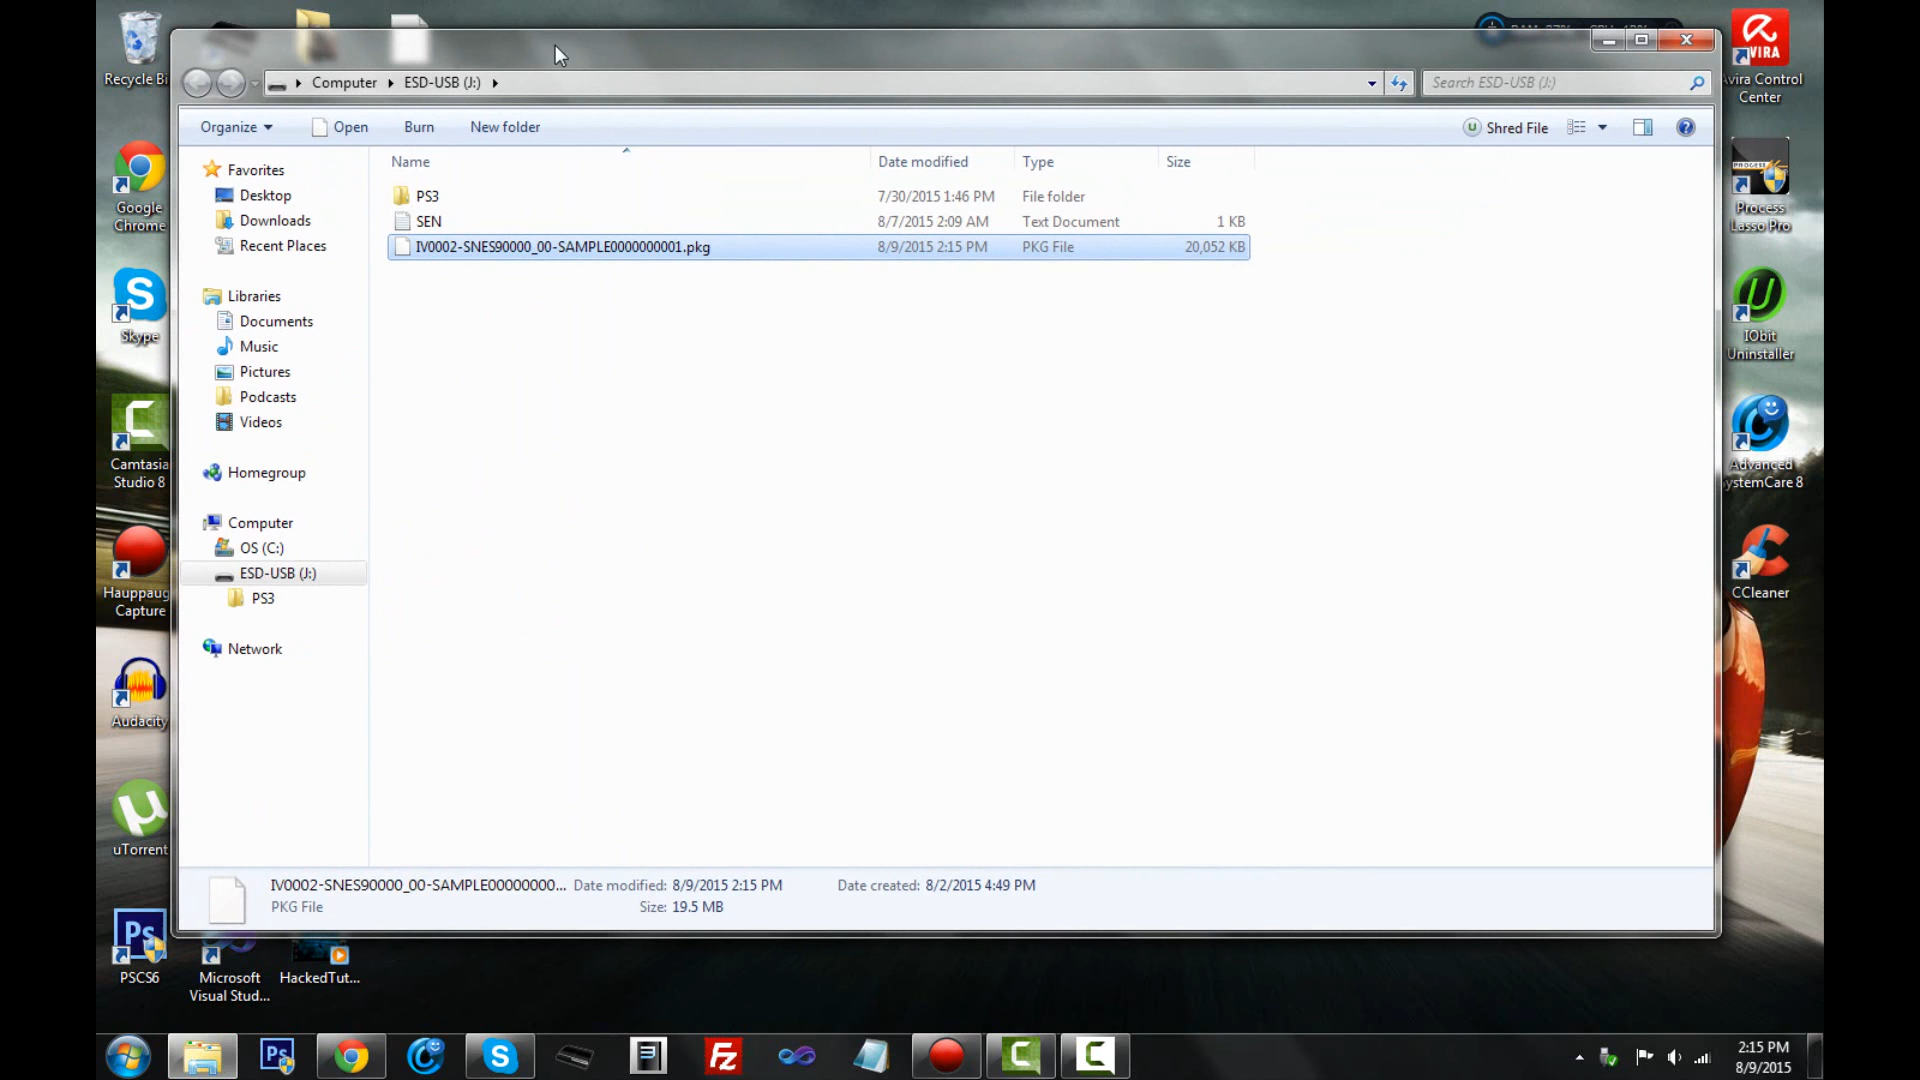 Recycle Bi
Computer ESD-USB (J:)
Search ESD-USB (J:)
Organize Open Burn New folder Shred File
Name Date modified Type Size
PS3 7/30/2015 1:46 PM File folder
SEN 8/7/2015 2:09 AM Text Document 1 KB
IV0002-SNES90000_00-SAMPLE0000000001.pkg 8/9/2015 2:15 PM PKG File 20,052 KB
Favorites
Desktop
Downloads
Recent Places
Libraries
Documents
Music
Pictures
Podcasts
Videos
Homegroup
Computer
OS (C:)
ESD-USB (J:)
PS3
Network
IV0002-SNES90000_00-SAMPLE00000000... Date modified: 8/9/2015 2:15 PM Date created: 8/2/2015 4:49 PM
PKG File Size: 19.5 MB
Google
Chrome
Skype
Camtasia
Studio 8
Hauppaug
Capture
Audacity
uTorrent
Ps
PSCS6
Microsoft
Visual Stud...
HackedTut...
VIRA
Avira Control
Center
Process
Lasso Pro
IObit
Uninstaller
Advanced
ystemCare 8
CCleaner
Ps
Fz
2:15 PM
8/9/2015